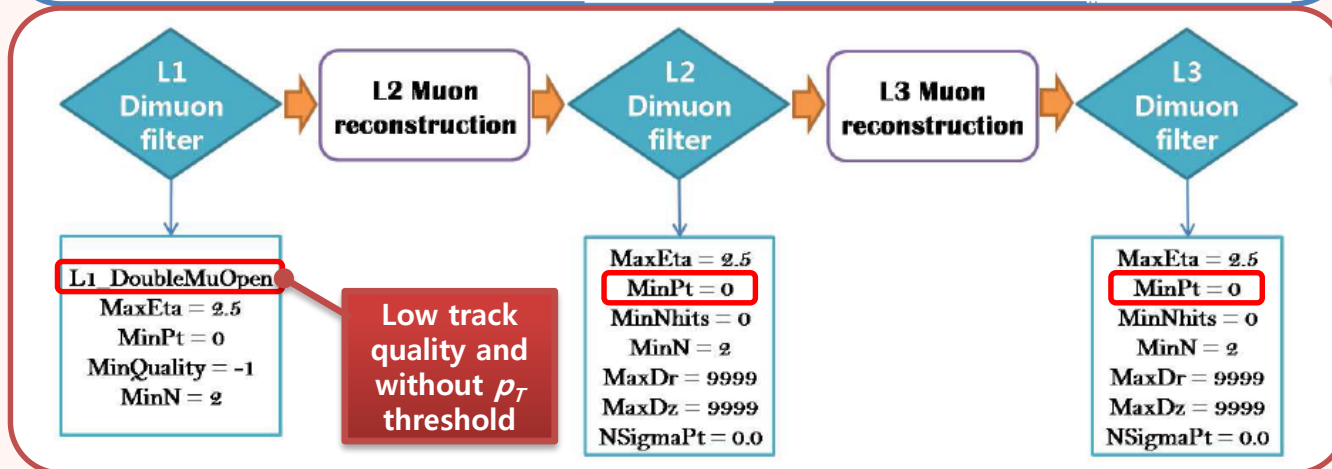 L1
Dimuon
filter
L2 Muon
reconstruction
L2
Dimuon
filter
L3 Muon
reconstruction
L3
Dimuon
filter
L1_DoubleMuOpen
MaxEta = 2.5
MinPt = 0
MinQuality = -1
MinN = 2
Low track
quality and
without pT
threshold
MaxEta = 2.5
MinPt = 0
MinNhits = 0
MinN = 2
MaxDr = 9999
MaxDz = 9999
NSigmaPt = 0.0
MaxEta = 2.5
MinPt = 0
MinNhits = 0
MinN = 2
MaxDr = 9999
MaxDz = 9999
NSigmaPt = 0.0